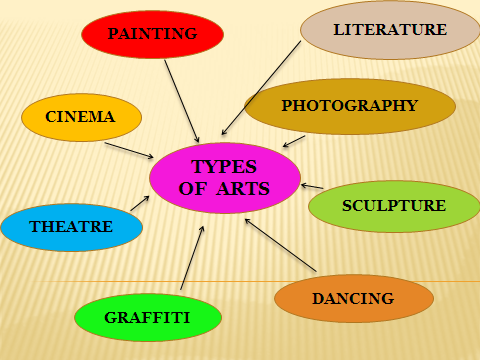 PAINTING
LITERATURE
CINEMA
PHOTOGRAPHY
TYPES
OF ARTS
THEATRE
SCULPTURE
GRAFFITI
DANCING